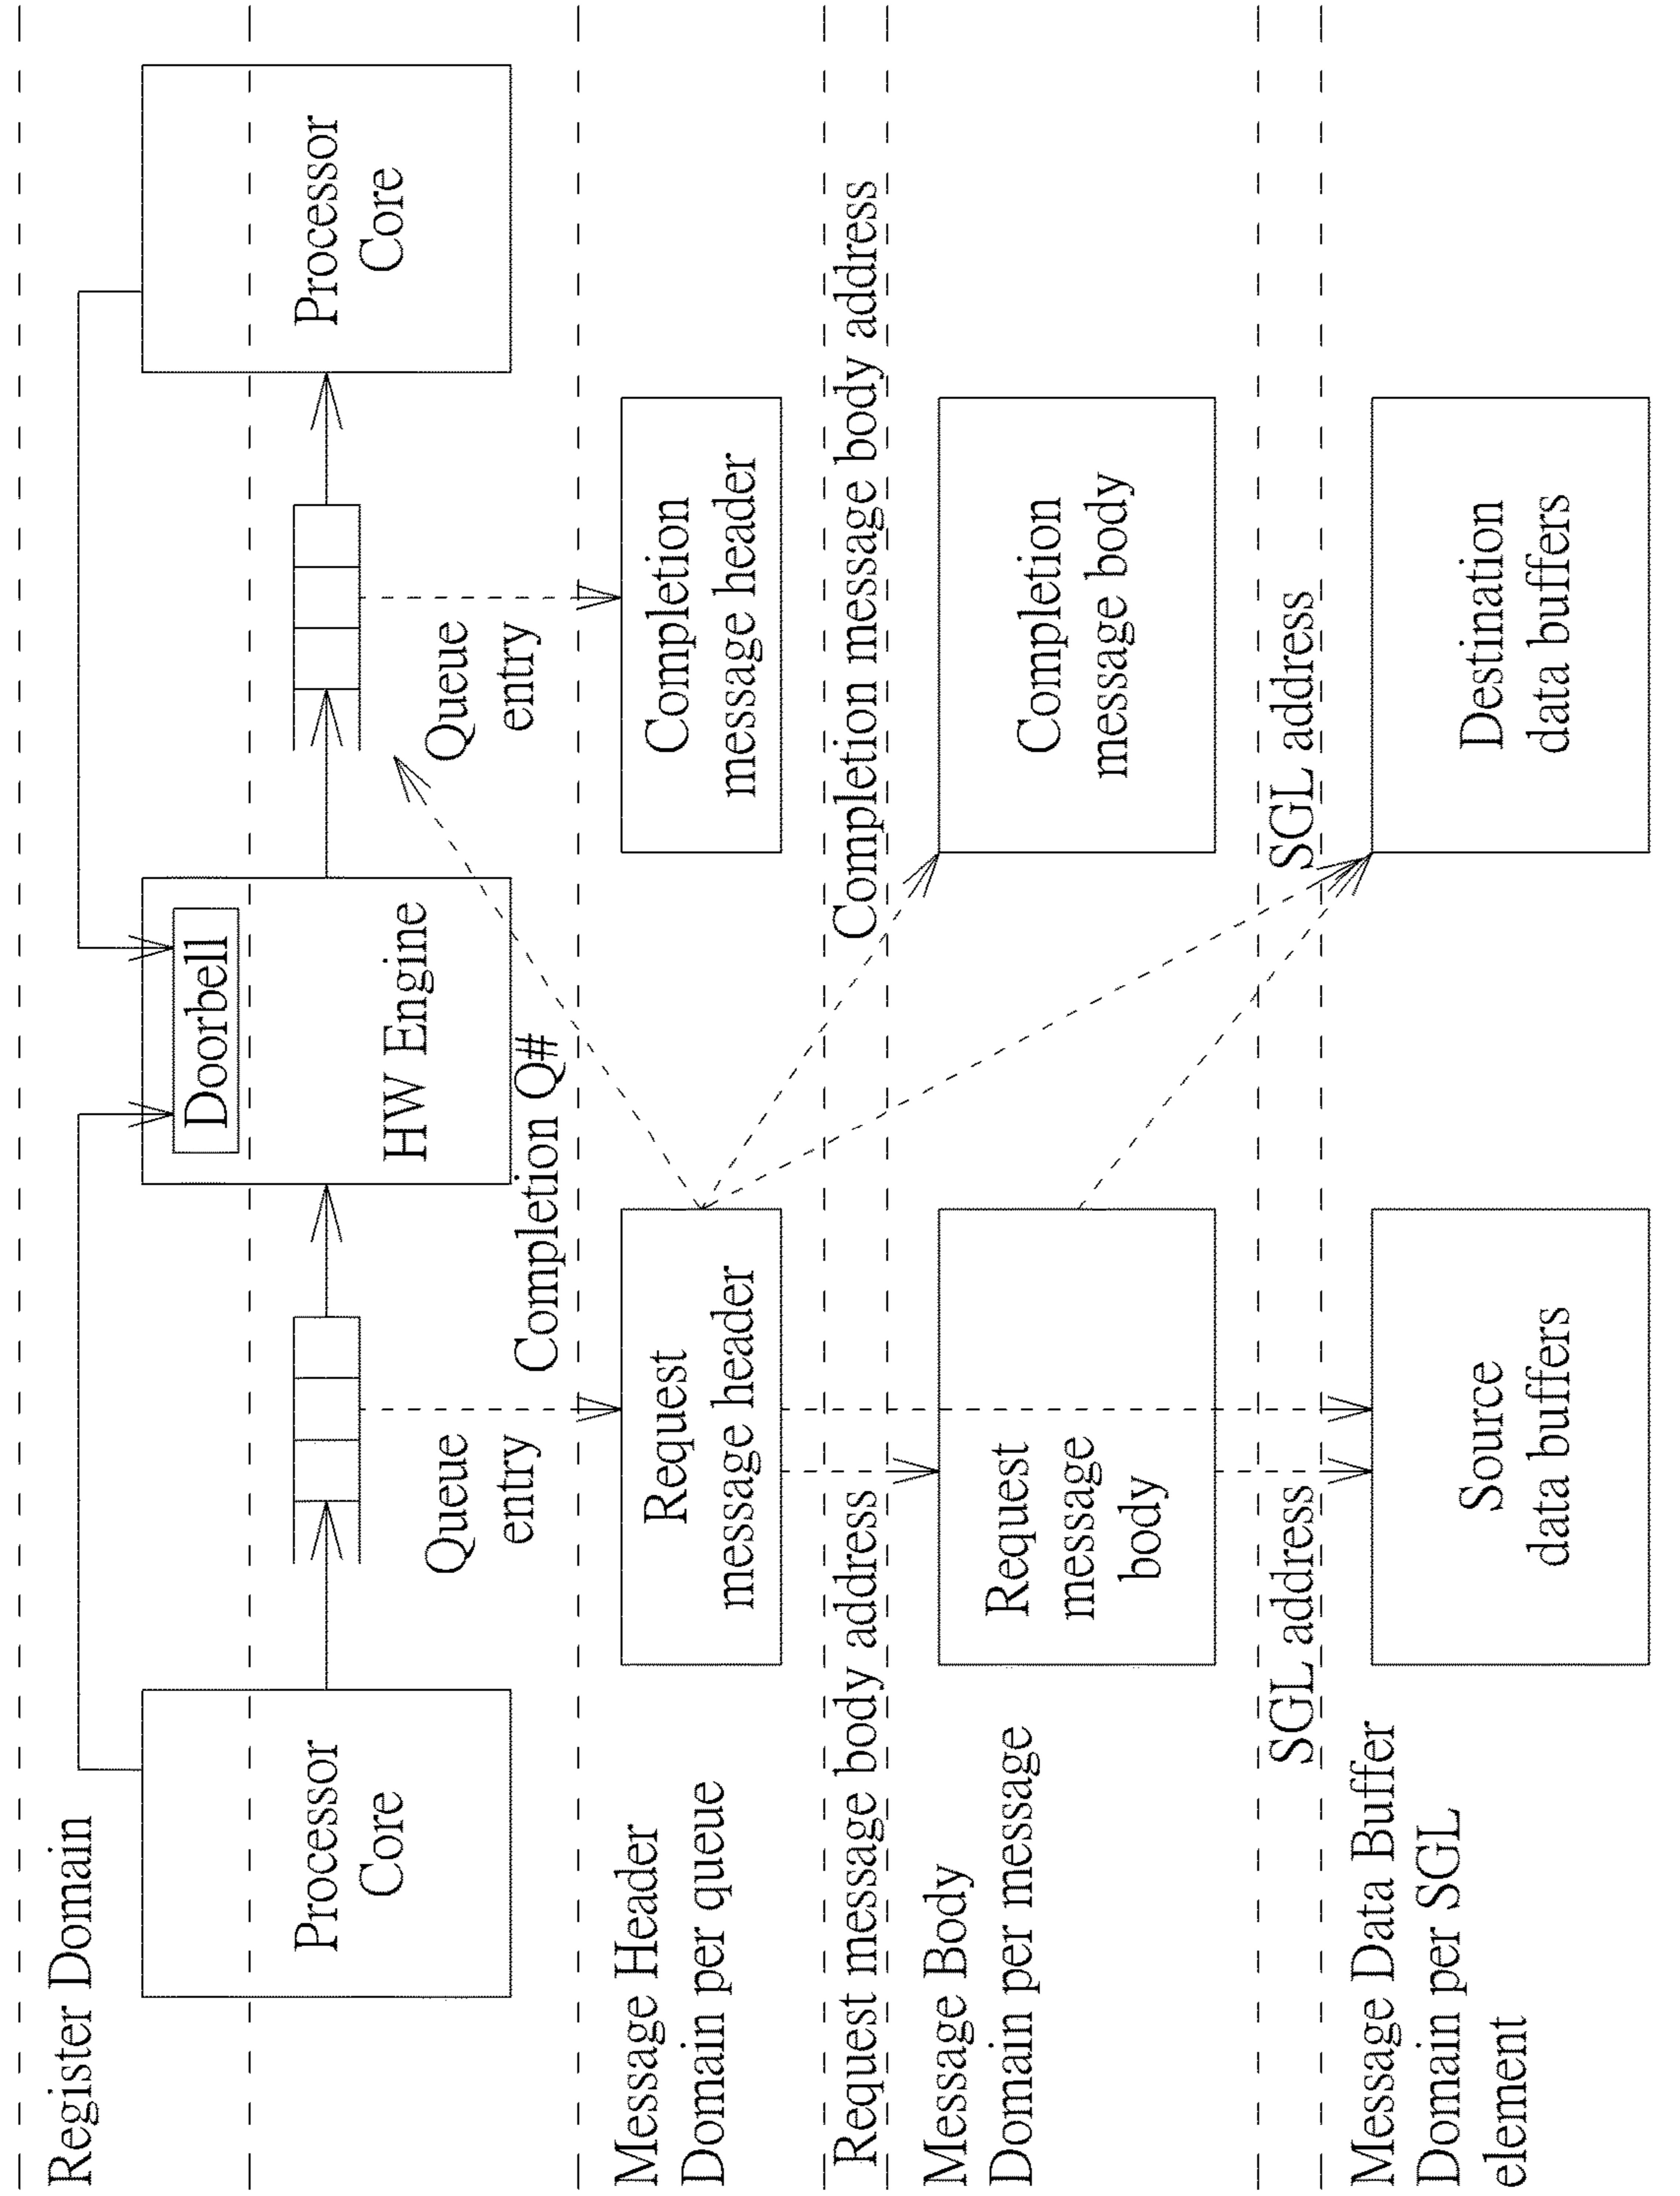 Register Domain
Doorbell
Processor
Core
HW Engine
Processor
Core
Queue
entry
Completion Q#
Queue
entry
Message Header
Domain per queue
Request
message header
Completion
message header
Request message body address
Completion message body address
Message Body
Domain per message
Request
message
body
Completion
message body
SGL address
SGL address
Message Data Buffer
Domain per SGL
element
Source
data buffers
Destination
data buffers